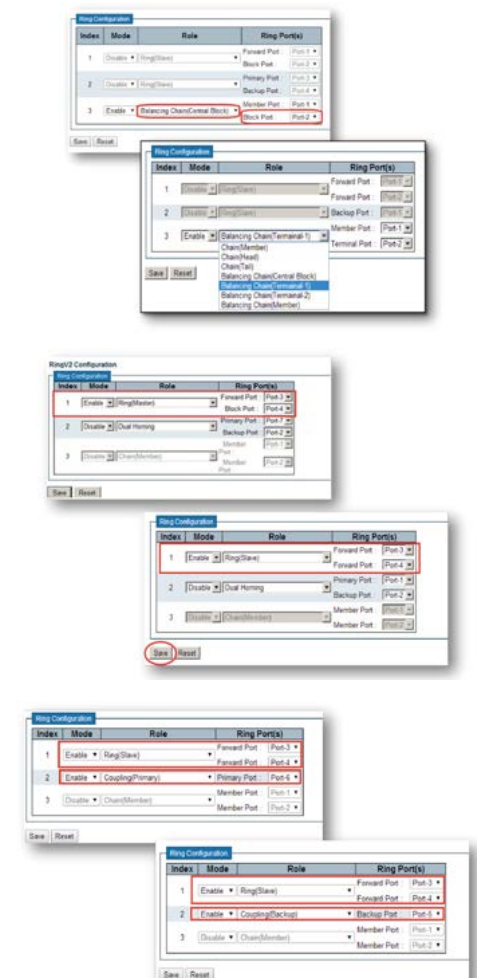 Ring Configuration
Index Mode Role Ring Port(s)
1 Disable Ring(Slave) Forward Port : Port-1
Block Port : Port-2
2 Disable Ring(Slave) Primary Port : Port-3
Backup Port : Port-4
3 Enable Balancing Chain(Central Block) Member Port : Port-1
Block Port : Port-2
Save Reset
Ring Configuration
Index Mode Role Ring Port(s)
1 Disable Ring(Slave) Forward Port : Port-1
Forward Port : Port-2
2 Disable Ring(Slave) Backup Port : Port-1
3 Enable Balancing Chain(Termainal-1) Member Port : Port-1
Terminal Port : Port-2
Chain(Member)
Chain(Head)
Chain(Tail)
Balancing Chain(Central Block)
Balancing Chain(Termainal-1)
Balancing Chain(Termainal-2)
Balancing Chain(Member)
Save Reset
RingV2 Configuration
Ring Configuration
Index Mode Role Ring Port(s)
1 Enable Ring(Master) Forward Port : Port-3
Block Port : Port-4
2 Disable Dual Homing Primary Port : Port-7
Backup Port : Port-2
3 Disable Chain(Member) Member Port : Port-1
Member Port : Port-2
Save Reset
Ring Configuration
Index Mode Role Ring Port(s)
1 Enable Ring(Slave) Forward Port : Port-3
Forward Port : Port-4
2 Disable Dual Homing Primary Port : Port-1
Backup Port : Port-2
3 Disable Chain(Member) Member Port : Port-1
Member Port : Port-2
Save Reset
Ring Configuration
Index Mode Role Ring Port(s)
1 Enable Ring(Slave) Forward Port : Port-3
Forward Port : Port-4
2 Enable Coupling(Primary) Primary Port : Port-6
3 Disable Chain(Member) Member Port : Port-1
Member Port : Port-2
Save Reset
Ring Configuration
Index Mode Role Ring Port(s)
1 Enable Ring(Slave) Forward Port : Port-3
Forward Port : Port-4
2 Enable Coupling(Backup) Backup Port : Port-5
3 Disable Chain(Member) Member Port : Port-1
Member Port : Port-2
Save Reset